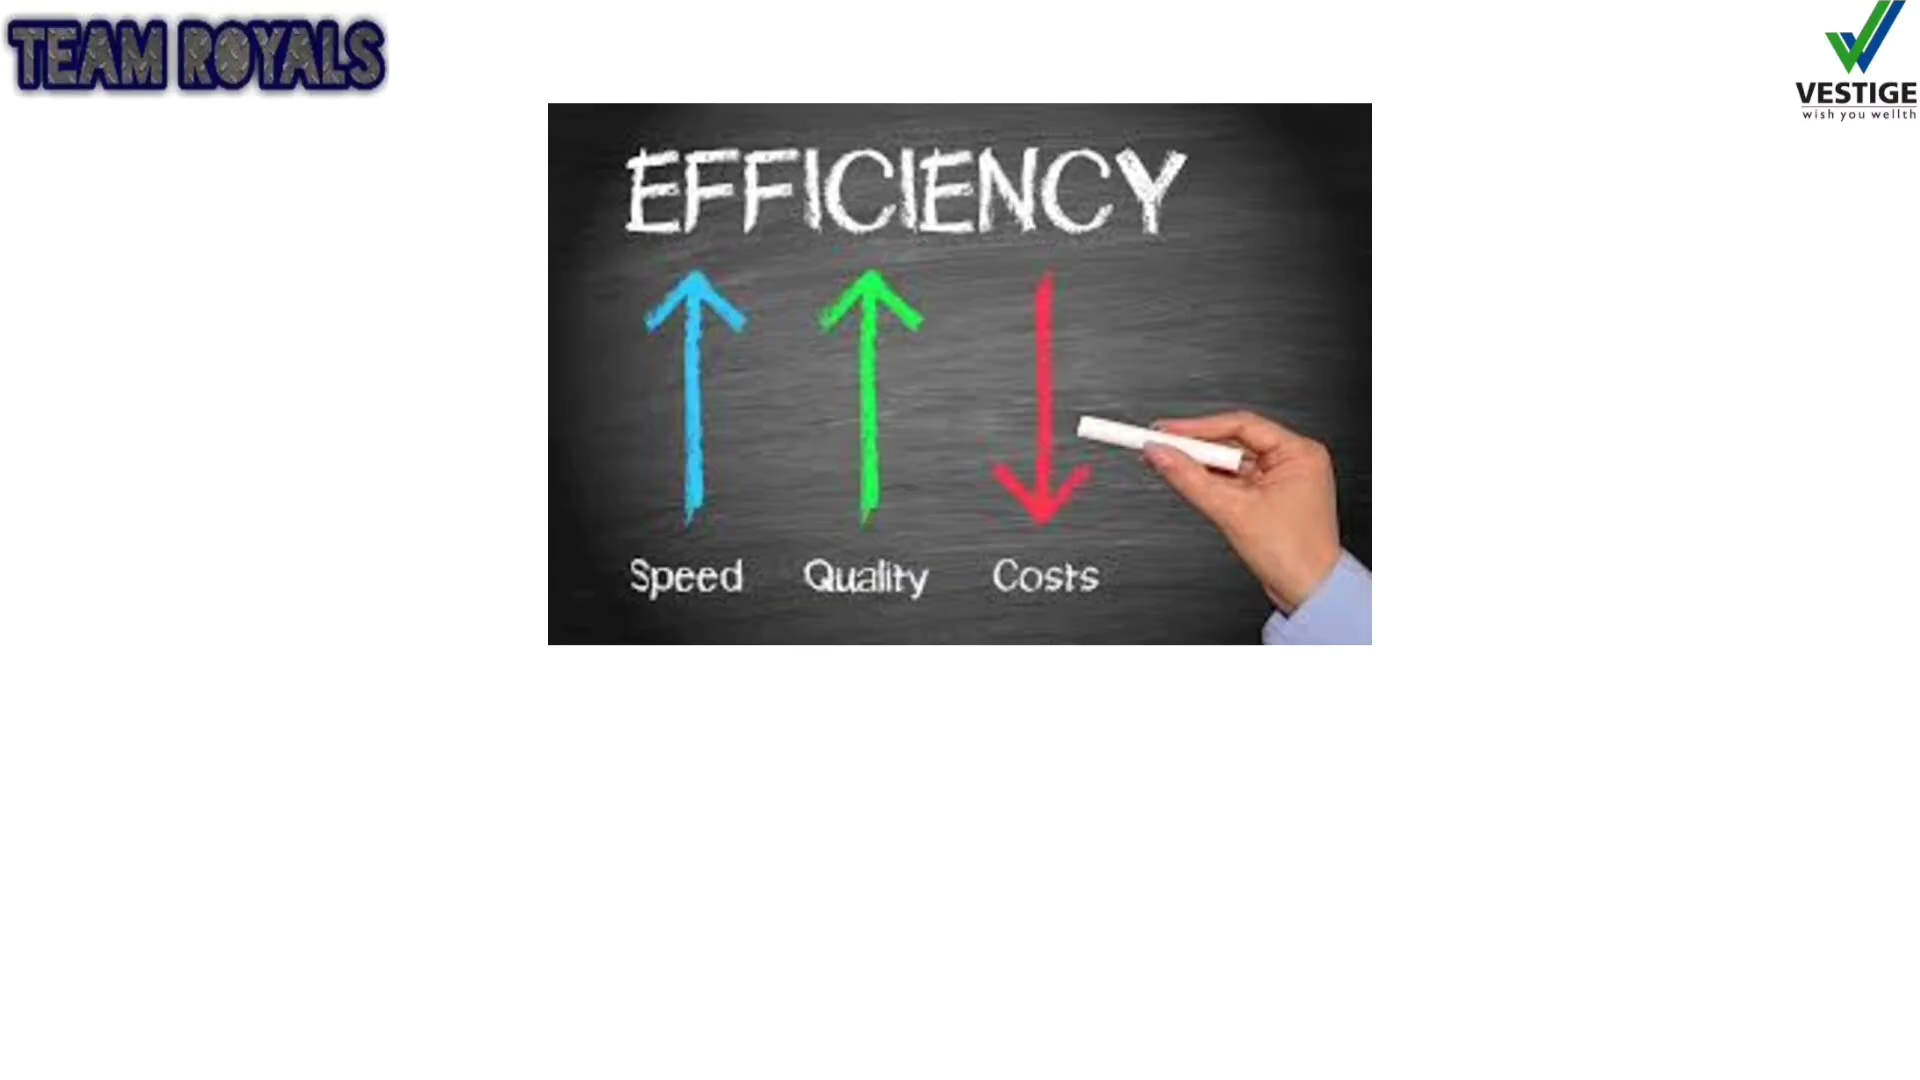 TEAM ROYALS
VESTIGE
wish you wellth
EFFICIENCY
Speed Quality Costs